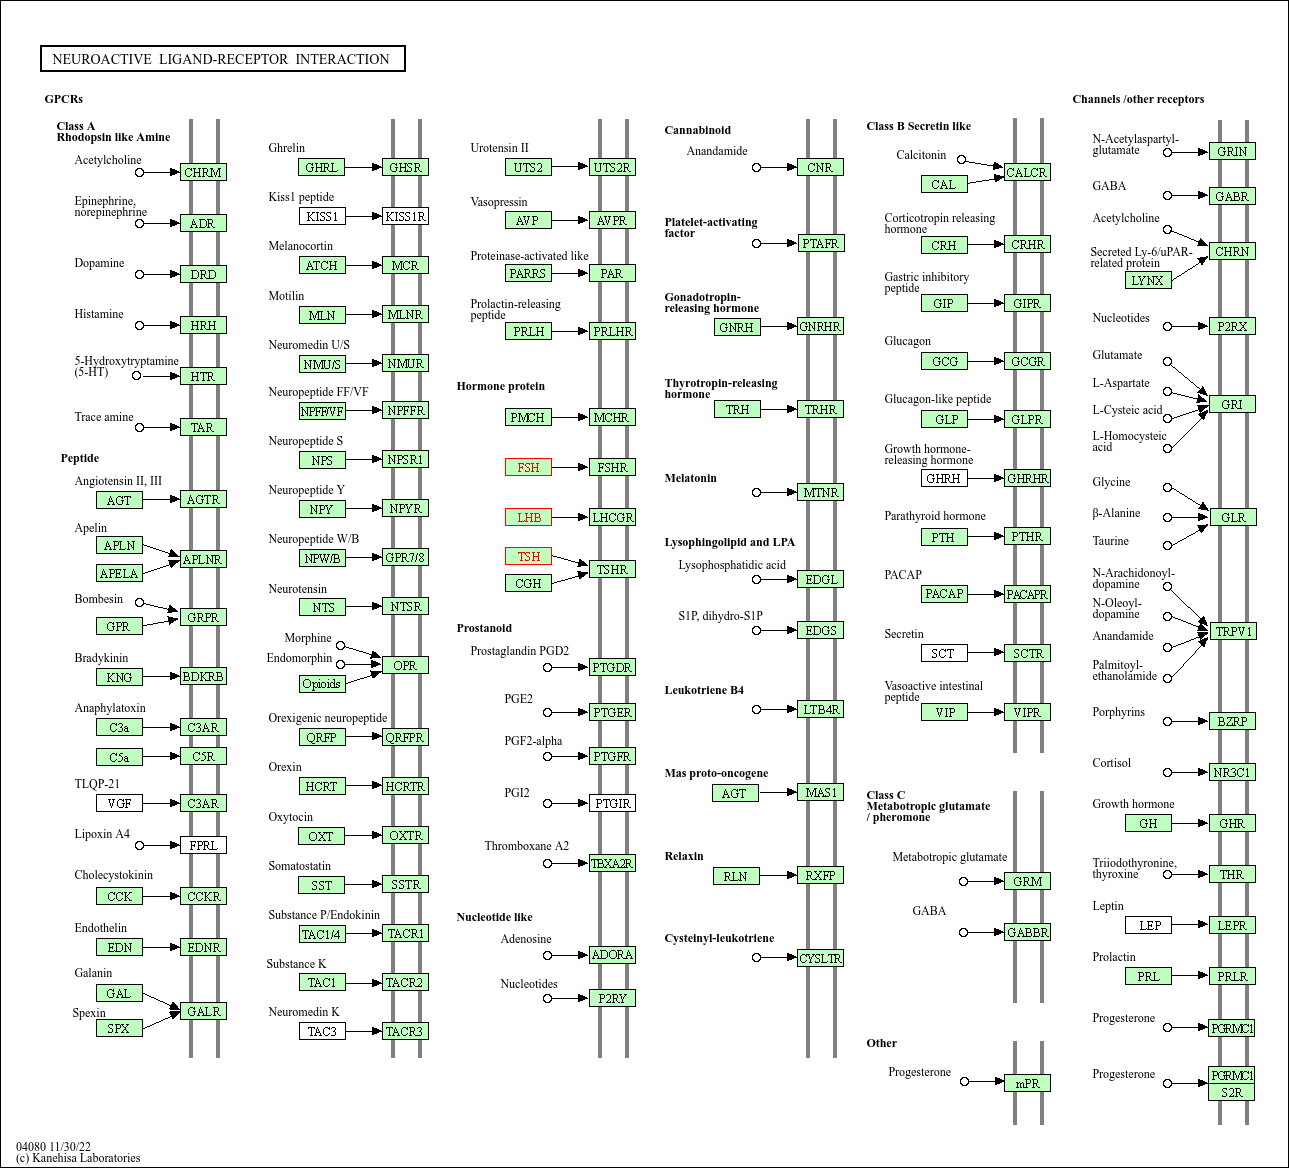 NEUROACTIVE LIGAND-RECEPTOR INTERACTION
GPCRs
Class A
Rhodopsin like Amine
Acetylcholine
CHRM
Epinephrine,
norepinephrine
ADR
Dopamine
DRD
Histamine
HRH
5-Hydroxytryptamine
(5-HT)
HTR
Trace amine
TAR
Peptide
Angiotensin II, III
AGT
AGTR
Apelin
APLN
APELA
APLNR
Bombesin
GPR
GRPR
Bradykinin
KNG
BDKRB
Anaphylatoxin
C3a
C3AR
C5a
C5R
TLQP-21
VGF
C3AR
Lipoxin A4
FPRL
Cholecystokinin
CCK
CCKR
Endothelin
EDN
EDNR
Galanin
GAL
Spexin
SPX
GALR
Ghrelin
GHRL
GHSR
Kiss1 peptide
KISS1
KISS1R
Melanocortin
ATCH
MCR
Motilin
MLN
MLNR
Neuromedin U/S
NMU/S
NMUR
Neuropeptide FF/VF
NPFF/VF
NPFFR
Neuropeptide S
NPS
NPSR1
Neuropeptide Y
NPY
NPYR
Neuropeptide W/B
NPW/B
GPR7/8
Neurotensin
NTS
NTSR
Morphine
Endomorphin
Opioids
OPR
Orexigenic neuropeptide
QRFP
QRFPR
Orexin
HCRT
HCRTR
Oxytocin
OXT
OXTR
Somatostatin
SST
SSTR
Substance P/Endokinin
TAC1/4
TACR1
Substance K
TAC1
TACR2
Neuromedin K
TAC3
TACR3
Urotensin II
UTS2
UTS2R
Vasopressin
AVP
AVPR
Proteinase-activated like
PARRS
PAR
Prolactin-releasing
peptide
PRLH
PRLHR
Hormone protein
PMCH
MCHR
FSH
FSHR
LHB
LHCGR
TSH
CGH
TSHR
Prostanoid
Prostaglandin PGD2
PTGDR
PGE2
PTGER
PGF2-alpha
PTGFR
PGI2
PTGIR
Thromboxane A2
TBXA2R
Nucleotide like
Adenosine
ADORA
Nucleotides
P2RY
Cannabinoid
Anandamide
CNR
Platelet-activating
factor
PTAFR
Gonadotropin-
releasing hormone
GNRH
GNRHR
Thyrotropin-releasing
hormone
TRH
TRHR
Melatonin
MTNR
Lysophingolipid and LPA
Lysophosphatidic acid
EDGL
S1P, dihydro-S1P
EDGS
Leukotriene B4
LTB4R
Mas proto-oncogene
AGT
MAS1
Relaxin
RLN
RXFP
Cysteinyl-leukotriene
CYSLTR
Class B Secretin like
Calcitonin
CAL
CALCR
Corticotropin releasing
hormone
CRH
CRHR
Gastric inhibitory
peptide
GIP
GIPR
Glucagon
GCG
GCGR
Glucagon-like peptide
GLP
GLPR
Growth hormone-
releasing hormone
GHRH
GHRHR
Parathyroid hormone
PTH
PTHR
PACAP
PACAP
PACAPR
Secretin
SCT
SCTR
Vasoactive intestinal
peptide
VIP
VIPR
Class C
Metabotropic glutamate
/ pheromone
Metabotropic glutamate
GRM
GABA
GABBR
Other
Progesterone
mPR
Channels /other receptors
N-Acetylaspartyl-
glutamate
GRIN
GABA
GABR
Acetylcholine
CHRN
Secreted Ly-6/uPAR-
related protein
LYNX
Nucleotides
P2RX
Glutamate
L-Aspartate
L-Cysteic acid
L-Homocysteic
acid
GRI
Glycine
β-Alanine
Taurine
GLR
N-Arachidonoyl-
dopamine
N-Oleoyl-
dopamine
Anandamide
Palmitoyl-
ethanolamide
TRPV1
Porphyrins
BZRP
Cortisol
NR3C1
Growth hormone
GH
GHR
Triiodothyronine,
thyroxine
THR
Leptin
LEP
LEPR
Prolactin
PRL
PRLR
Progesterone
PGRMC1
Progesterone
PGRMC1
S2R
04080 11/30/22
(c) Kanehisa Laboratories